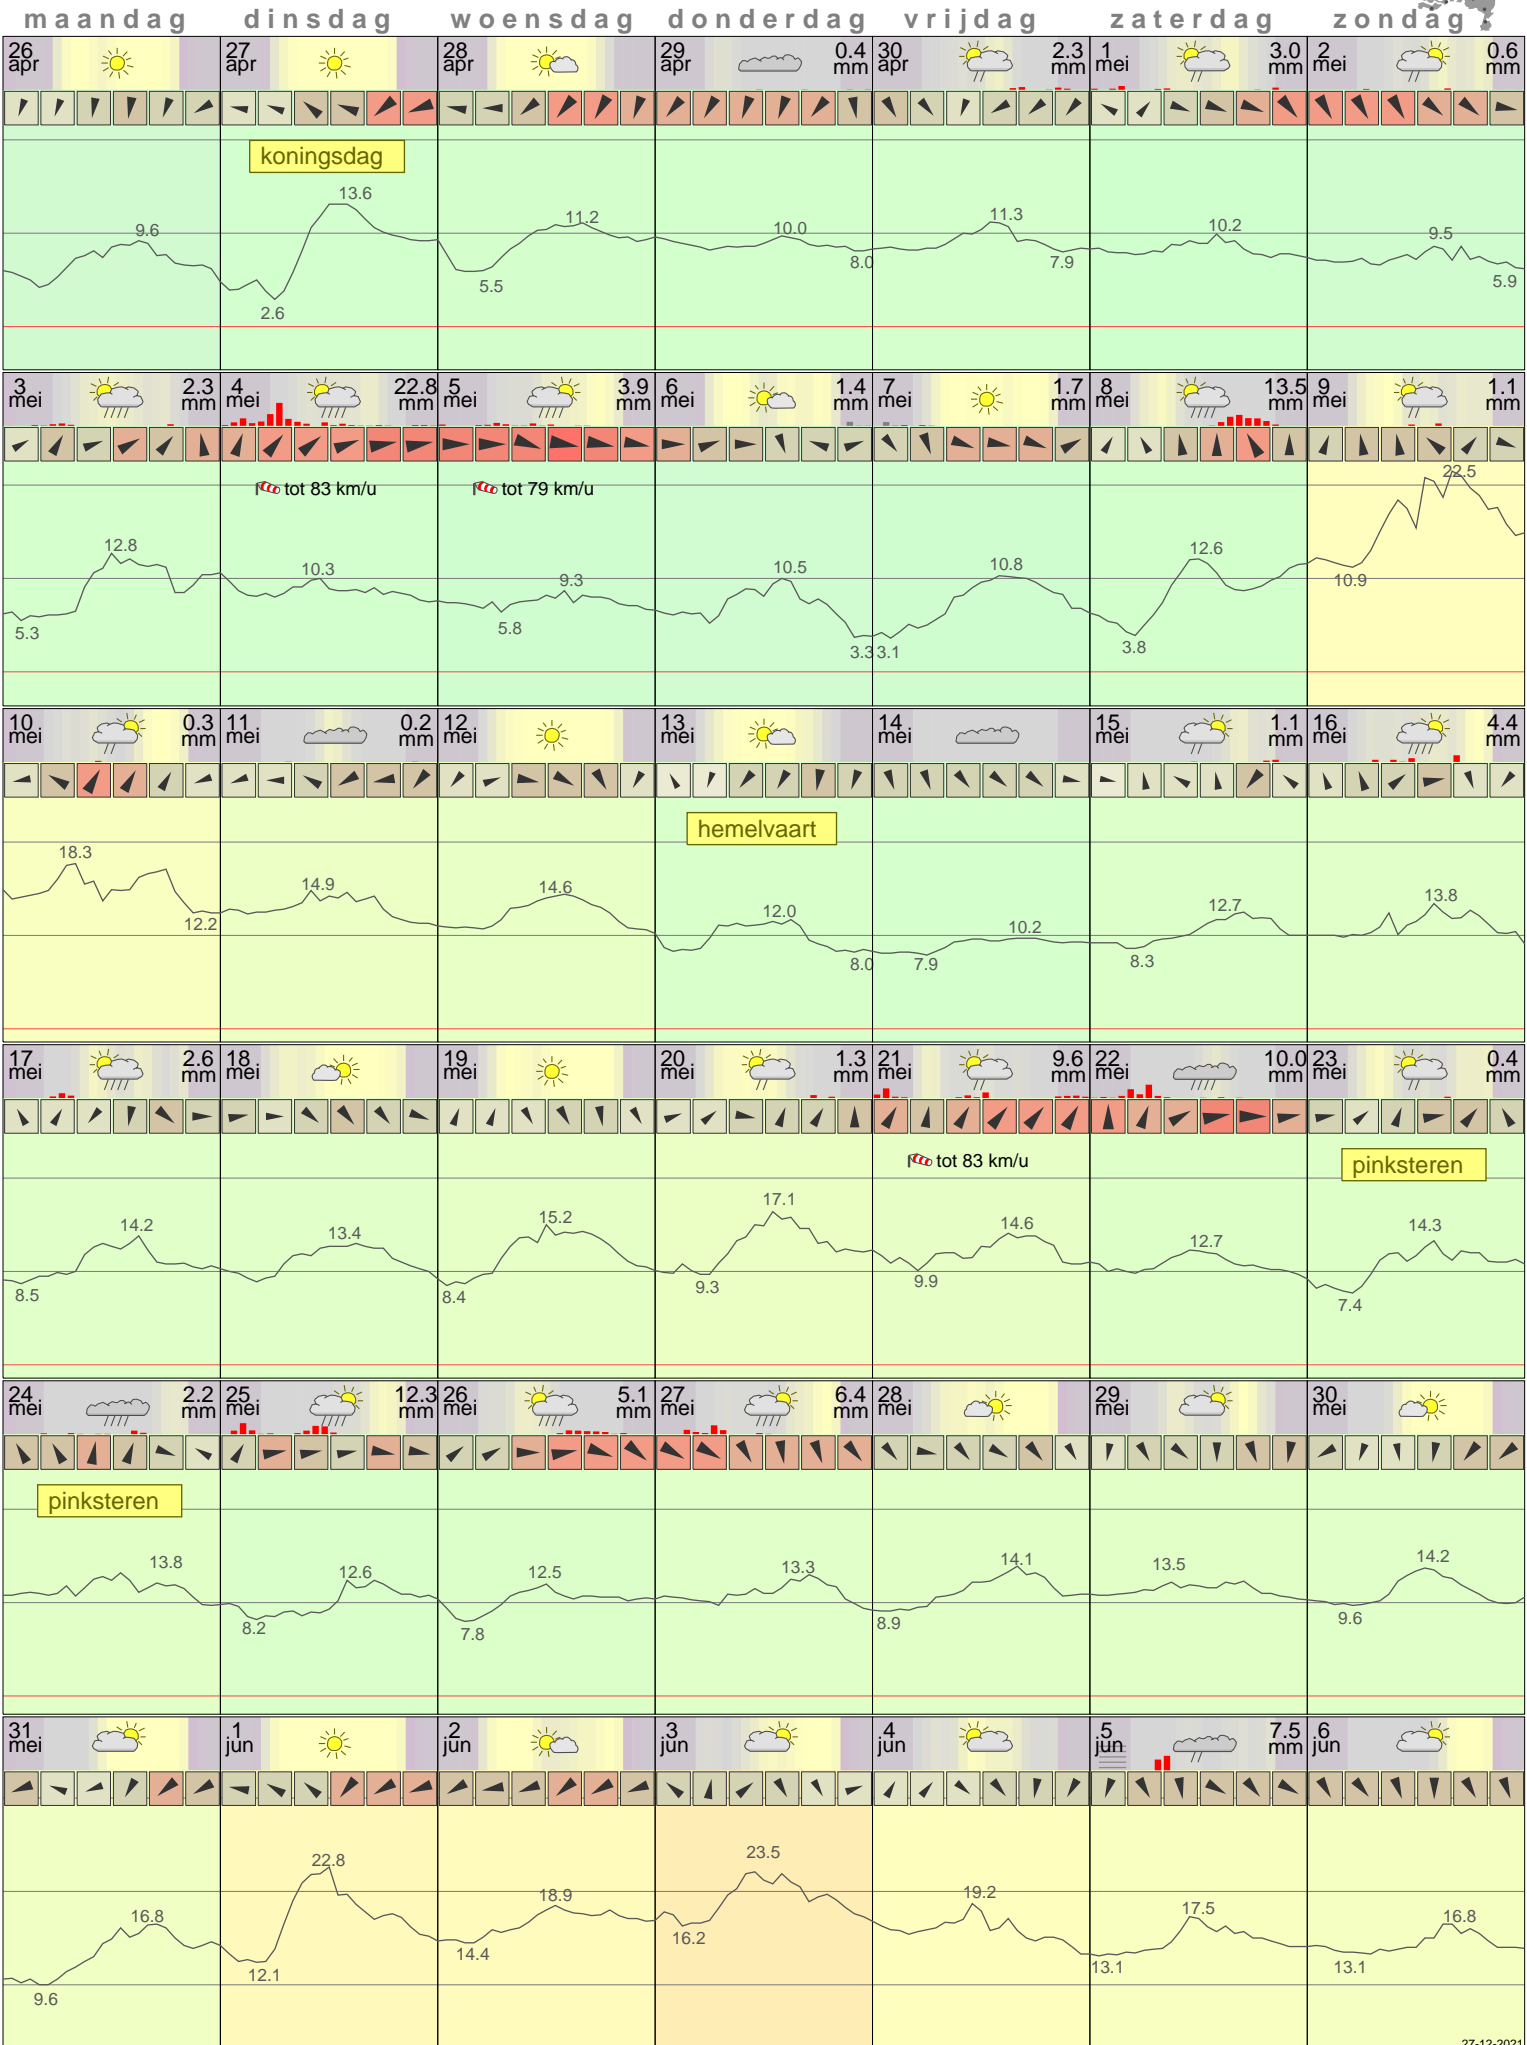 maandag dinsdag woensdag donderdag vrijdag zaterdag zondag
26 apr
27 apr
28 apr
29 apr 0.4 mm
30 apr 2.3 mm
1 mei 3.0 mm
2 mei 0.6 mm
koningsdag
9.6
2.6 13.6
5.5 11.2
10.0 8.0
11.3 7.9
10.2
9.5 5.9
3 mei 2.3 mm
4 mei 22.8 mm
5 mei 3.9 mm
6 mei 1.4 mm
7 mei 1.7 mm
8 mei 13.5 mm
9 mei 1.1 mm
tot 83 km/u
tot 79 km/u
5.3 12.8
10.3
5.8 9.3
10.5 3.3
3.1 10.8
3.8 12.6
10.9 22.5
10 mei 0.3 mm
11 mei 0.2 mm
12 mei
13 mei
14 mei
15 mei 1.1 mm
16 mei 4.4 mm
hemelvaart
18.3 12.2
14.9
14.6
12.0 8.0
7.9 10.2
8.3 12.7
13.8
17 mei 2.6 mm
18 mei
19 mei
20 mei 1.3 mm
21 mei 9.6 mm
22 mei 10.0 mm
23 mei 0.4 mm
tot 83 km/u
pinksteren
8.5 14.2
13.4
8.4 15.2
9.3 17.1
9.9 14.6
12.7
7.4 14.3
24 mei 2.2 mm
25 mei 12.3 mm
26 mei 5.1 mm
27 mei 6.4 mm
28 mei
29 mei
30 mei
pinksteren
13.8
8.2 12.6
7.8 12.5
13.3
8.9 14.1
13.5
9.6 14.2
31 mei
1 jun
2 jun
3 jun
4 jun
5 jun 7.5 mm
6 jun
9.6 16.8
12.1 22.8
14.4 18.9
16.2 23.5
19.2
13.1 17.5
13.1 16.8
27-12-2021